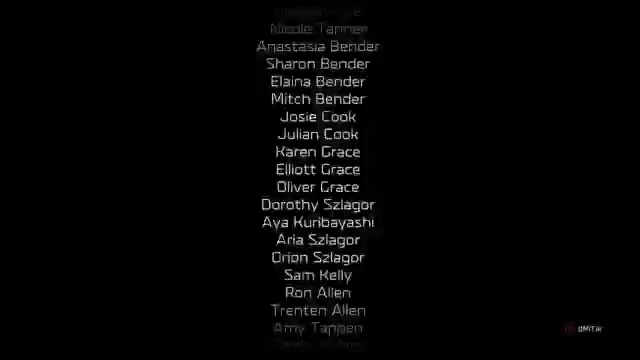 Nicole Tanner
Anastasia Bender
Sharon Bender
Elaina Bender
Mitch Bender
Josie Cook
Julian Cook
Karen Grace
Elliott Grace
Oliver Grace
Dorothy Szlagor
Aya Kuribayashi
Aria Szlagor
Orion Szlagor
Sam Kelly
Ron Allen
Trenten Allen
Amy Tappen
OMITIR